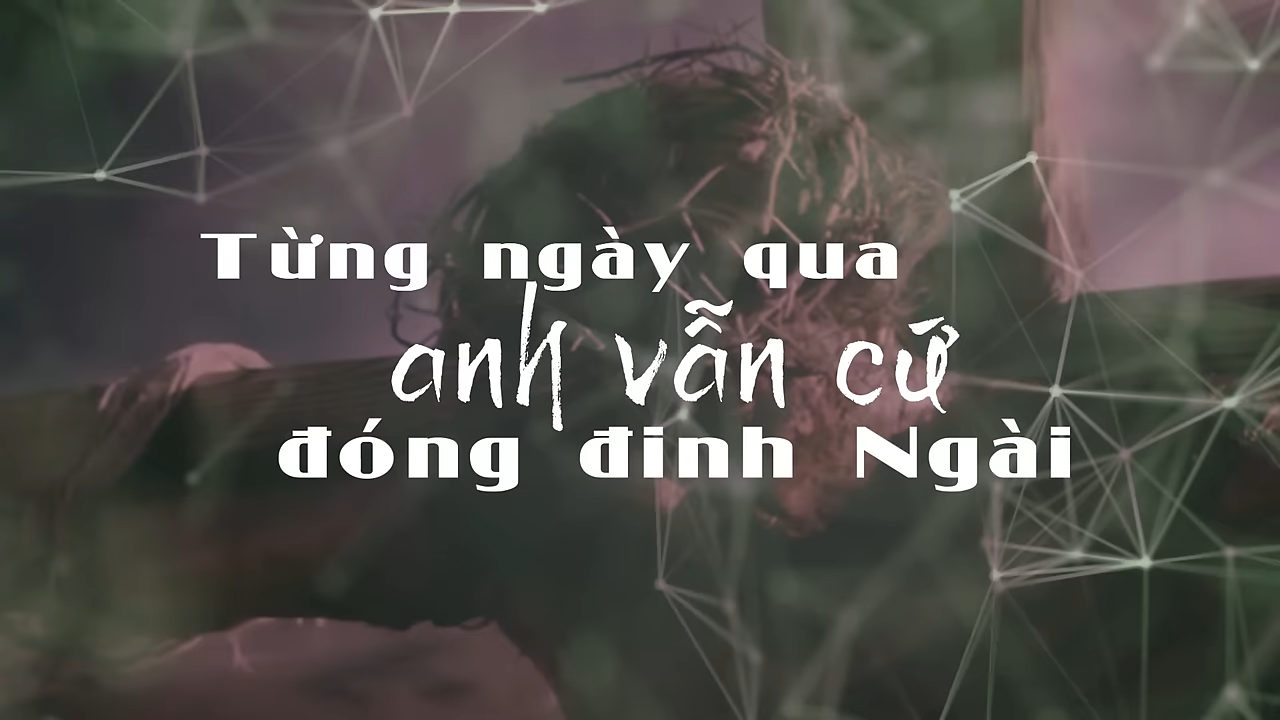 Từng ngày qua
anh vẫn cứ
đóng đinh Ngài